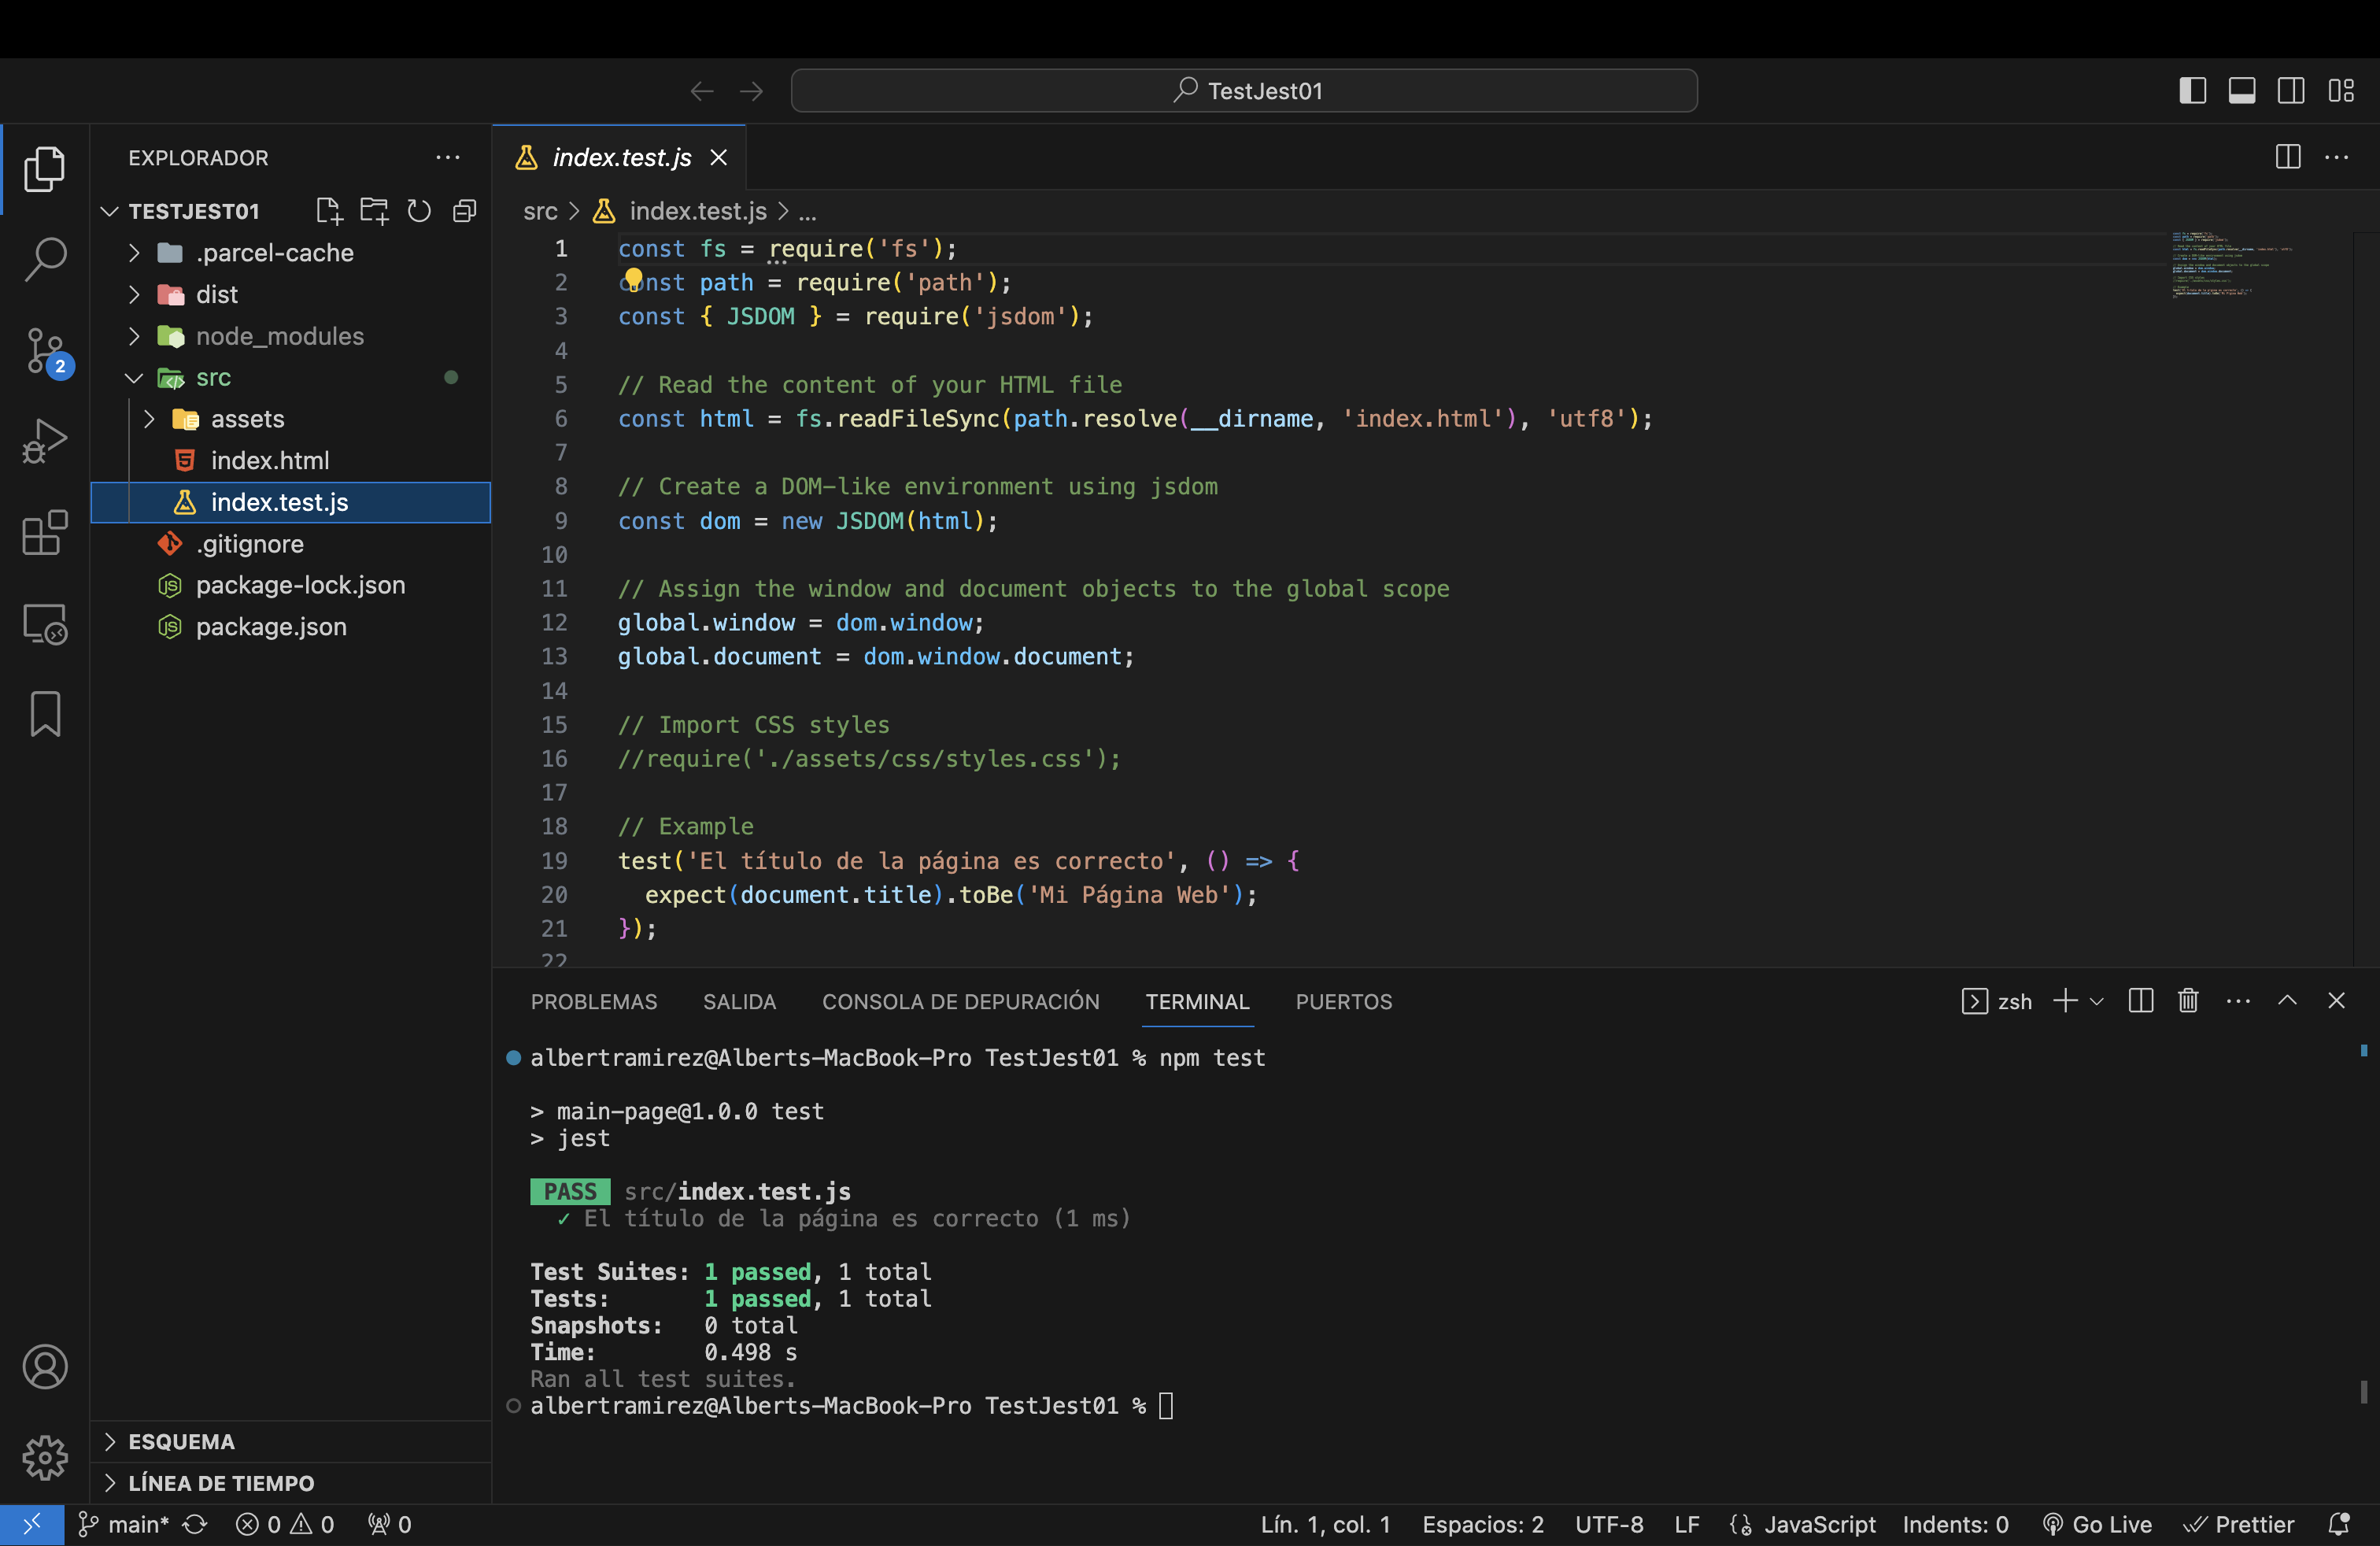 TestJest01
EXPLORADOR
TESTJEST01
.parcel-cache
dist
node_modules
src
assets
index.html
index.test.js
.gitignore
package-lock.json
package.json
ESQUEMA
LÍNEA DE TIEMPO
2
index.test.js
src > index.test.js > ...
1 const fs = require('fs');
2 const path = require('path');
3 const { JSDOM } = require('jsdom');
4
5 // Read the content of your HTML file
6 const html = fs.readFileSync(path.resolve(__dirname, 'index.html'), 'utf8');
7
8 // Create a DOM-like environment using jsdom
9 const dom = new JSDOM(html);
10
11 // Assign the window and document objects to the global scope
12 global.window = dom.window;
13 global.document = dom.window.document;
14
15 // Import CSS styles
16 //require('./assets/css/styles.css');
17
18 // Example
19 test('El título de la página es correcto', () => {
20   expect(document.title).toBe('Mi Página Web');
21 });
22
PROBLEMAS SALIDA CONSOLA DE DEPURACIÓN TERMINAL PUERTOS zsh
albertramirez@Alberts-MacBook-Pro TestJest01 % npm test
> main-page@1.0.0 test
> jest
PASS src/index.test.js
✓ El título de la página es correcto (1 ms)
Test Suites: 1 passed, 1 total
Tests: 1 passed, 1 total
Snapshots: 0 total
Time: 0.498 s
Ran all test suites.
albertramirez@Alberts-MacBook-Pro TestJest01 %
main* 0 0 0 Lín. 1, col. 1 Espacios: 2 UTF-8 LF JavaScript Indents: 0 Go Live Prettier